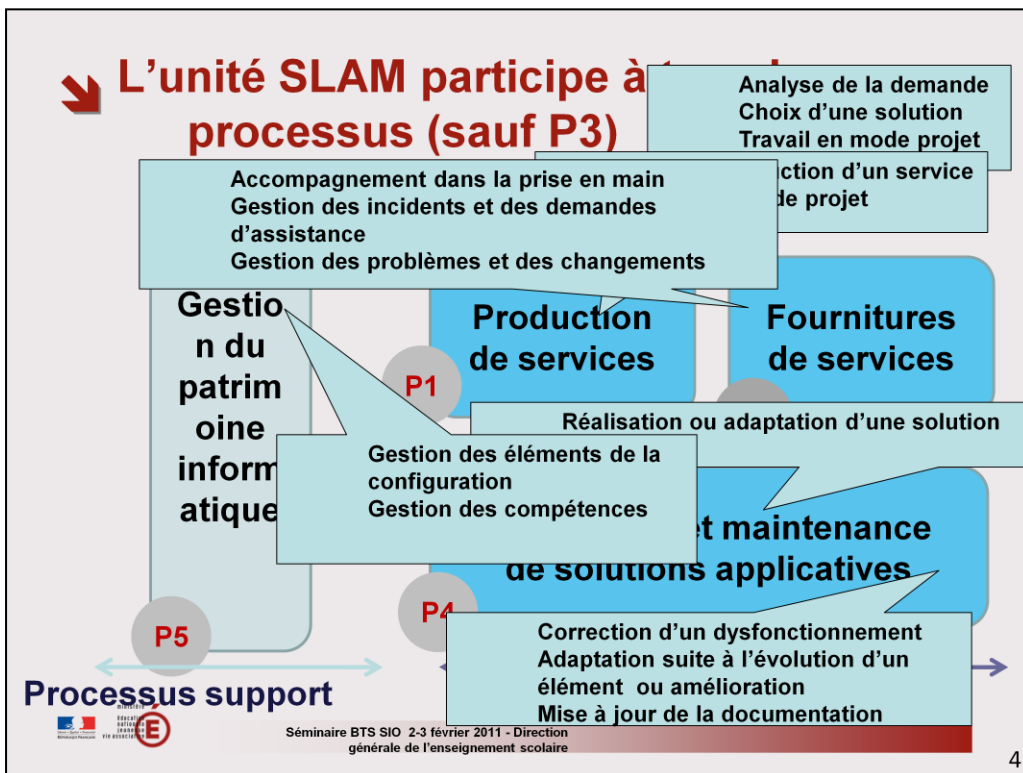 L'unité SLAM participe à
processus (sauf P3)
Analyse de la demande
Choix d'une solution
Travail en mode projet
d'un service
de projet
Accompagnement dans la prise en main
Gestion des incidents et des demandes
d'assistance
Gestion des problèmes et des changements
Gestio
n du
patrim
oine
inform
atique
Production
de services
Fournitures
de services
P1
Réalisation ou adaptation d'une solution
Gestion des éléments de la
configuration
Gestion des compétences
et maintenance
de solutions applicatives
P4
P5
Correction d'un dysfonctionnement
Adaptation suite à l'évolution d'un
élément ou amélioration
Mise à jour de la documentation
Processus support
Séminaire BTS SIO 2-3 février 2011 - Direction
générale de l'enseignement scolaire
4